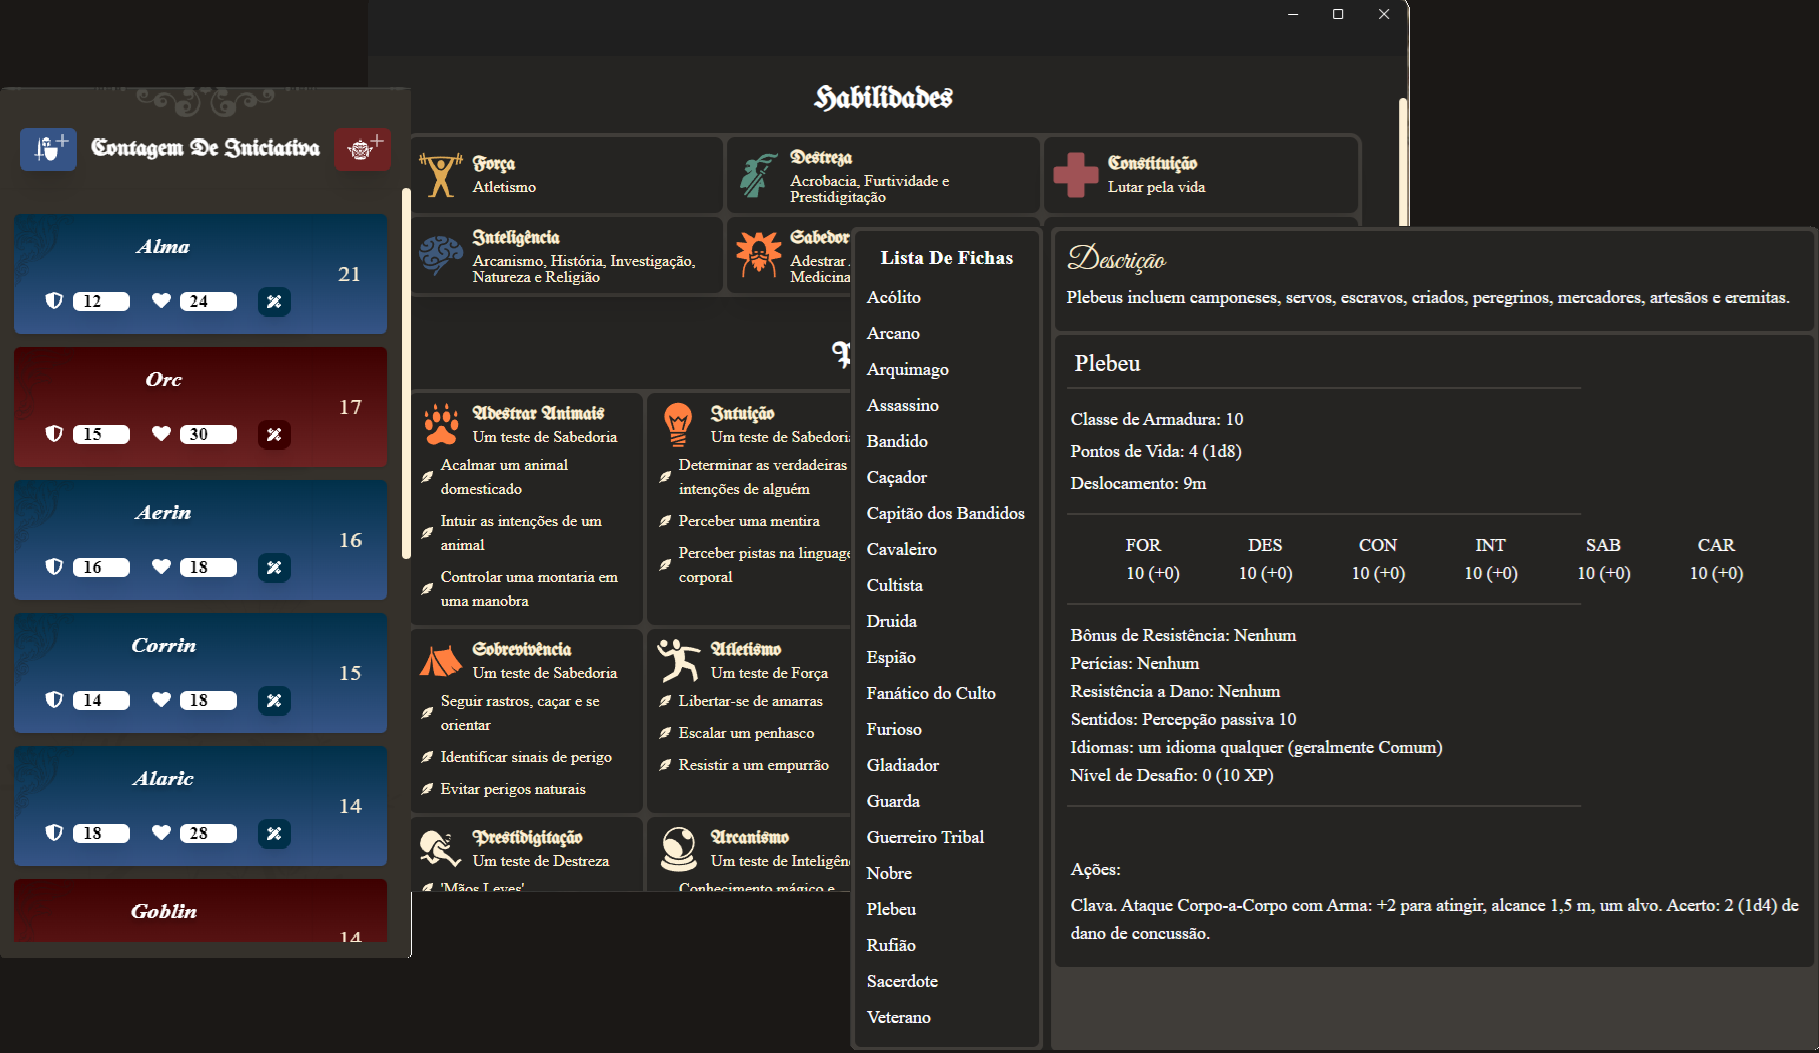 Contagem De Iniciativa
Alma
21
12
24
Orc
17
15
30
Aerin
16
16
18
Corrin
15
14
18
Alaric
14
18
28
Goblin
14
Habilidades
Força
Atletismo
Destreza
Acrobacia, Furtividade e
Prestidigitação
Constituição
Lutar pela vida
Inteligência
Arcanismo, História, Investigação,
Natureza e Religião
Sabedor
Adestrar
Medicina
P
Adestrar Animais
Um teste de Sabedoria
Acalmar um animal
domesticado
Intuir as intenções de um
animal
Controlar uma montaria em
uma manobra
Intuição
Um teste de Sabedoria
Determinar as verdadeiras
intenções de alguém
Perceber uma mentira
Perceber pistas na linguage
corporal
Sobrevivência
Um teste de Sabedoria
Seguir rastros, caçar e se
orientar
Identificar sinais de perigo
Evitar perigos naturais
Atletismo
Um teste de Força
Libertar-se de amarras
Escalar um penhasco
Resistir a um empurrão
Prestidigitação
Um teste de Destreza
'Mãos Leves'
Arcanismo
Um teste de Inteligên
Conhecimento mágico e
Lista De Fichas
Acólito
Arcano
Arquimago
Assassino
Bandido
Caçador
Capitão dos Bandidos
Cavaleiro
Cultista
Druida
Espião
Fanático do Culto
Furioso
Gladiador
Guarda
Guerreiro Tribal
Nobre
Plebeu
Rufião
Sacerdote
Veterano
Descrição
Plebeus incluem camponeses, servos, escravos, criados, peregrinos, mercadores, artesãos e eremitas.
Plebeu
Classe de Armadura: 10
Pontos de Vida: 4 (1d8)
Deslocamento: 9m
FOR DES CON INT SAB CAR
10 (+0) 10 (+0) 10 (+0) 10 (+0) 10 (+0) 10 (+0)
Bônus de Resistência: Nenhum
Perícias: Nenhum
Resistência a Dano: Nenhum
Sentidos: Percepção passiva 10
Idiomas: um idioma qualquer (geralmente Comum)
Nível de Desafio: 0 (10 XP)
Ações:
Clava. Ataque Corpo-a-Corpo com Arma: +2 para atingir, alcance 1,5 m, um alvo. Acerto: 2 (1d4) de
dano de concussão.